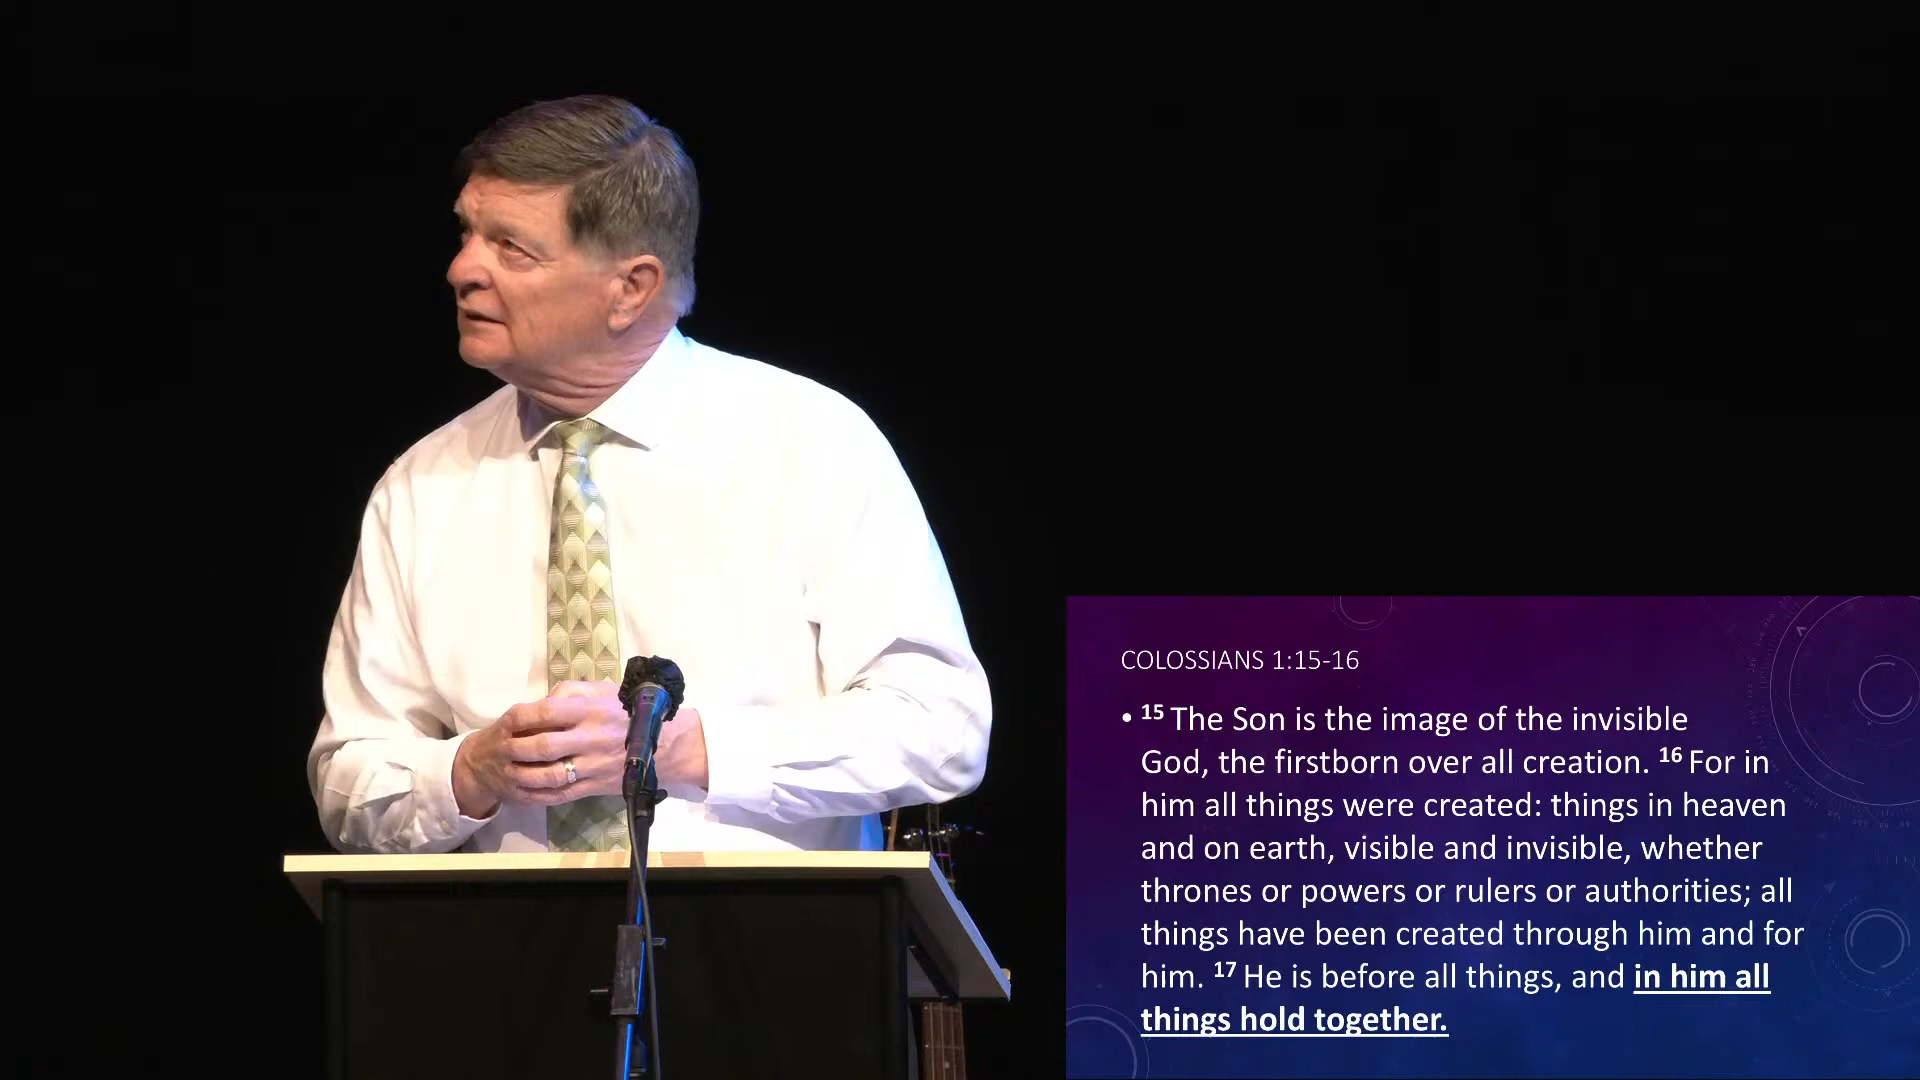 COLOSSIANS 1:15-16
• 15 The Son is the image of the invisible
God, the firstborn over all creation. 16 For in
him all things were created: things in heaven
and on earth, visible and invisible, whether
thrones or powers or rulers or authorities; all
things have been created through him and for
him. 17 He is before all things, and in him all
things hold together.